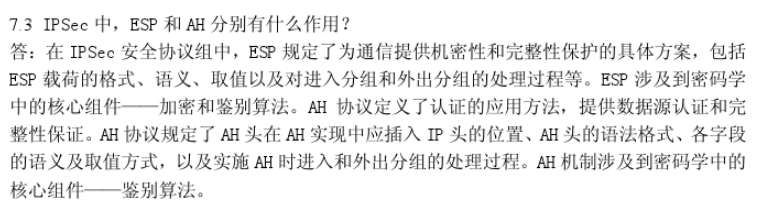 7.3 IPSec 中，ESP 和 AH 分别有什么作用？
答：在 IPSec 安全协议组中，ESP 规定了为通信提供机密性和完整性保护的具体方案，包括
ESP 载荷的格式、语义、取值以及对进入分组和外出分组的处理过程等。ESP 涉及到密码学
中的核心组件——加密和鉴别算法。AH 协议定义了认证的应用方法，提供数据源认证和完
整性保证。AH 协议规定了 AH 头在 AH 实现中应插入 IP 头的位置、AH 头的语法格式、各字段
的语义及取值方式，以及实施 AH 时进入和外出分组的处理过程。AH 机制涉及到密码学中的
核心组件——鉴别算法。